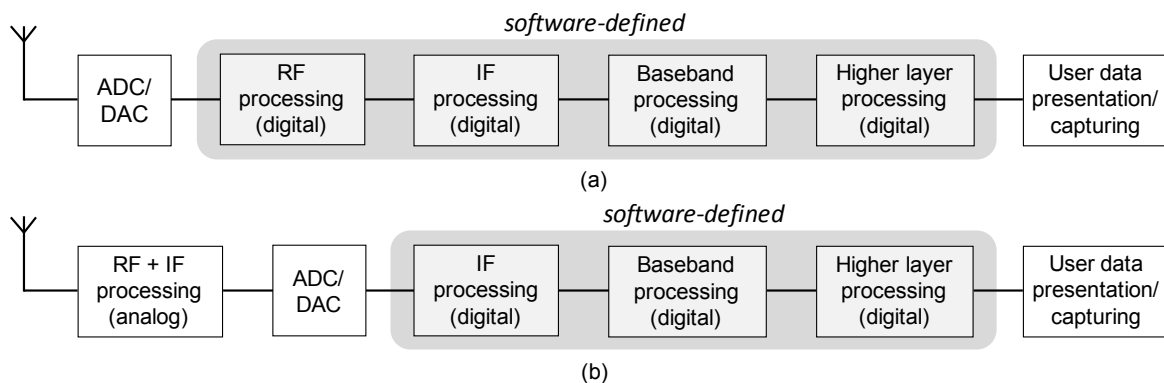 software-defined
ADC/
DAC
RF
processing
(digital)
IF
processing
(digital)
Baseband
processing
(digital)
Higher layer
processing
(digital)
User data
presentation/
capturing
(a)
software-defined
RF + IF
processing
(analog)
ADC/
DAC
IF
processing
(digital)
Baseband
processing
(digital)
Higher layer
processing
(digital)
User data
presentation/
capturing
(b)